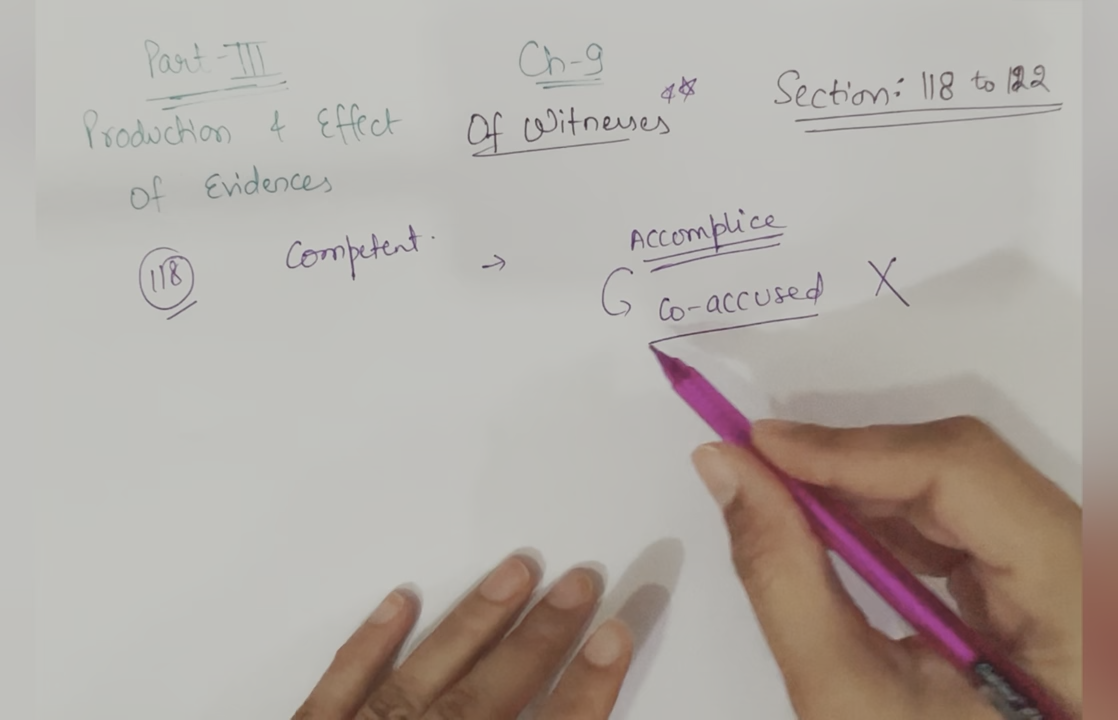 Part-III
Production & Effect
of Evidences
Ch-9
Of Witnesses **
Section: 118 to 122
118 Competent. → Accomplice
co-accused X